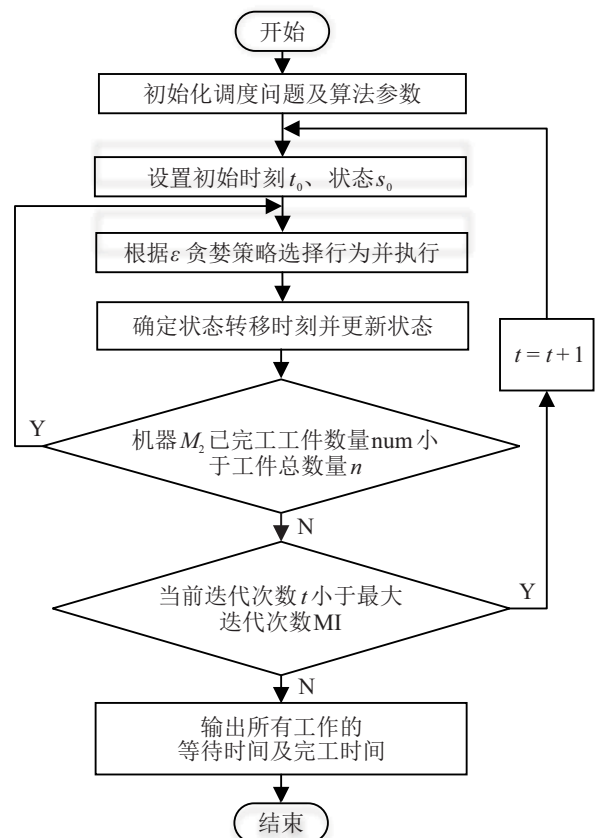 开始
初始化调度问题及算法参数
设置初始时刻t₀、状态s₀
根据ε贪婪策略选择行为并执行
确定状态转移时刻并更新状态
t = t + 1
Y
机器M₂已完工工件数量num小
于工件总数量n
N
当前迭代次数t小于最大
迭代次数MI
Y
N
输出所有工作的
等待时间及完工时间
结束